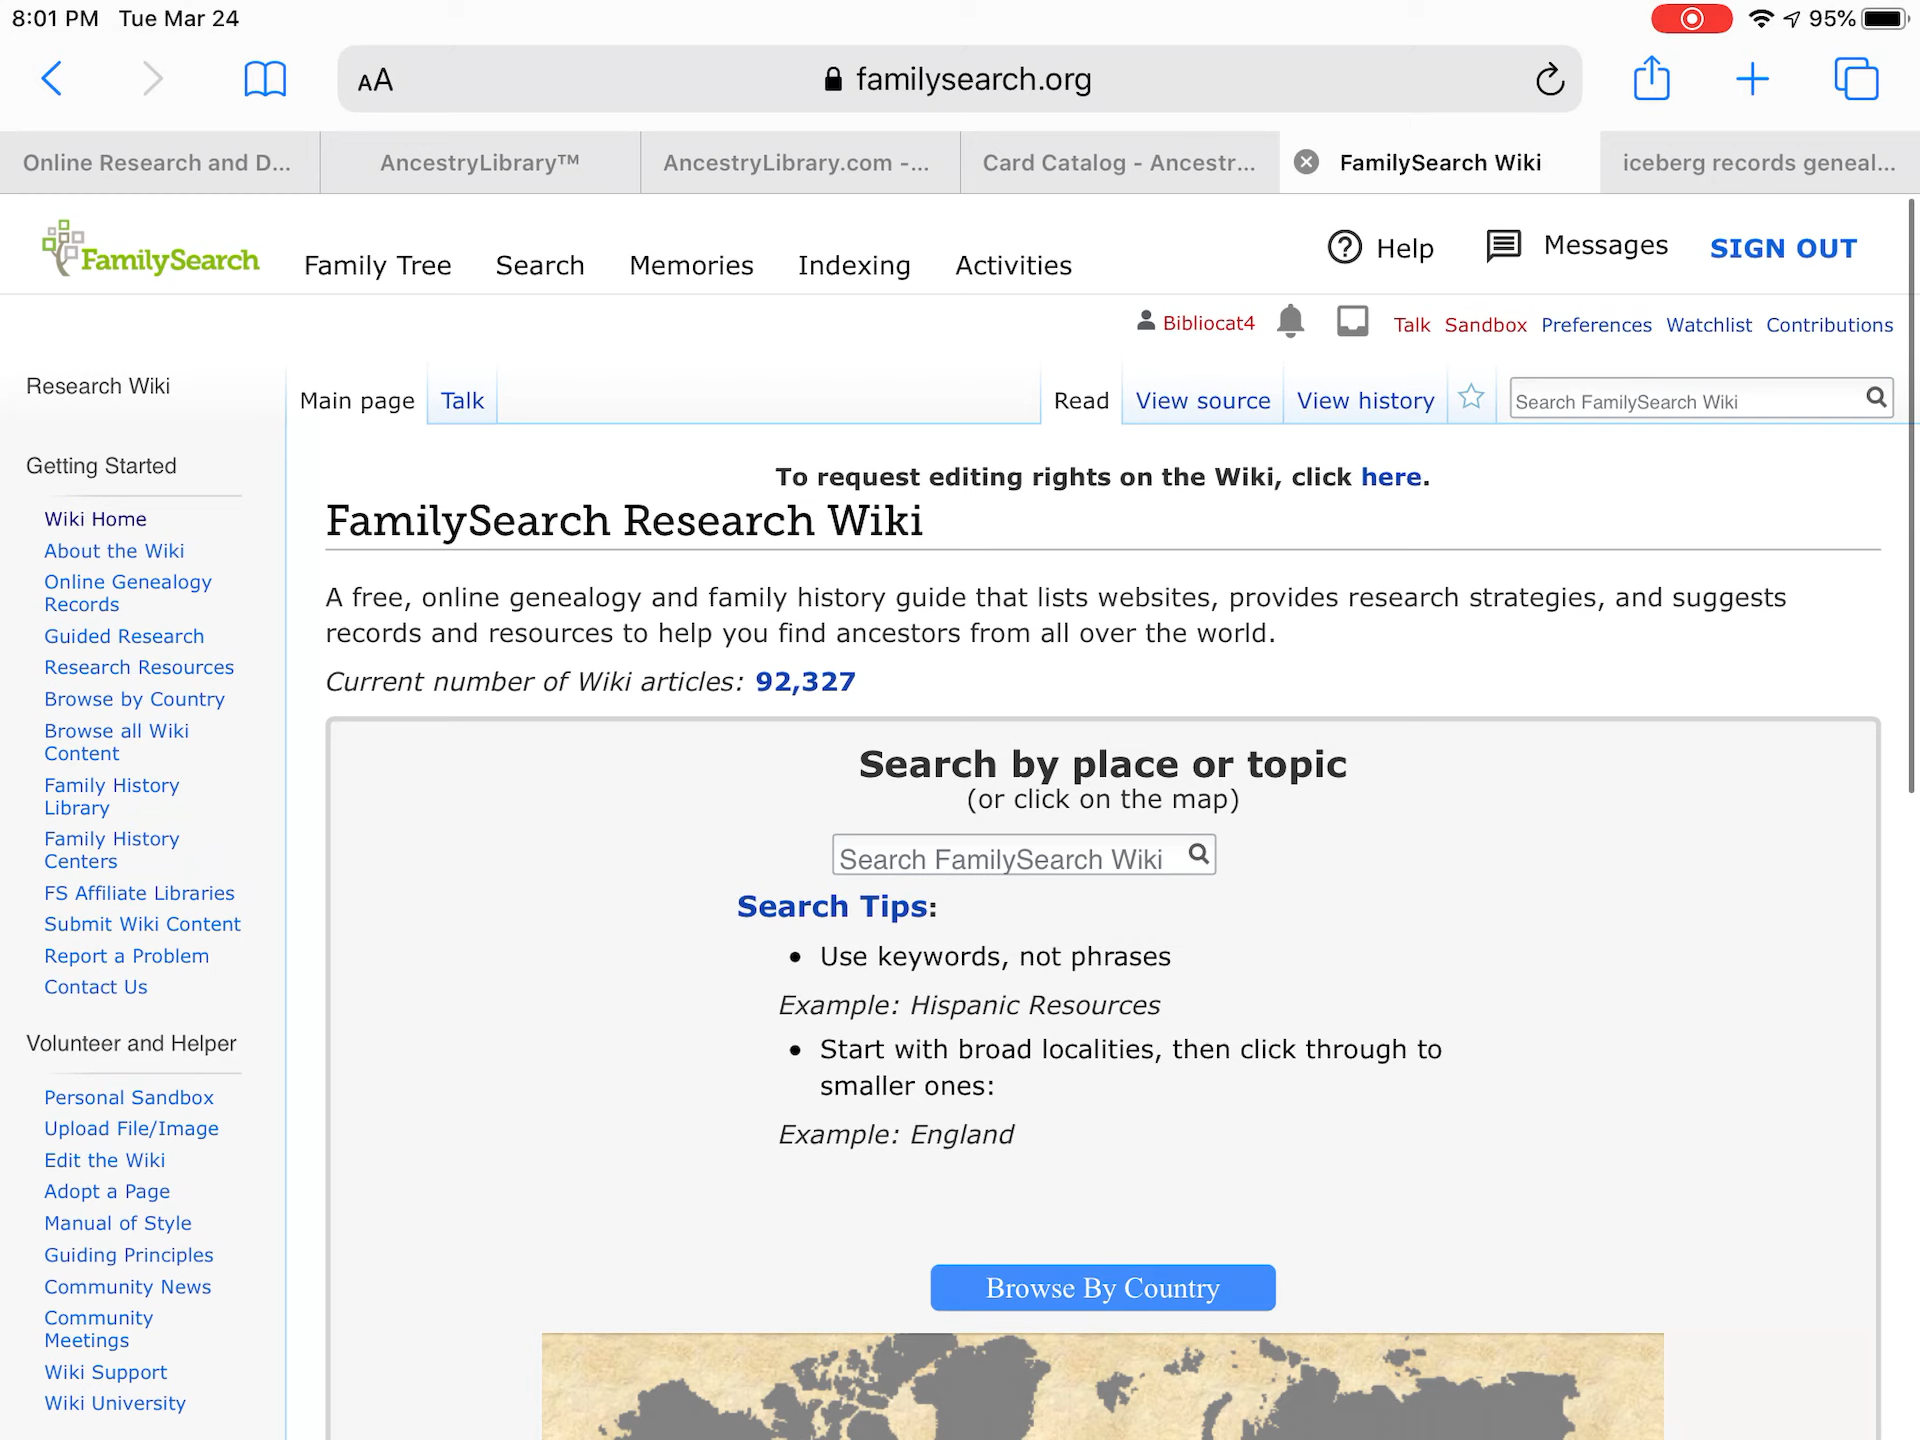 8:01 PM Tue Mar 24
95%
AA
familysearch.org
Online Research and D...
AncestryLibrary™
AncestryLibrary.com -...
Card Catalog - Ancestr...
FamilySearch Wiki
iceberg records geneal...
FamilySearch
Family Tree
Search
Memories
Indexing
Activities
Help
Messages
SIGN OUT
Bibliocat4
Talk
Sandbox
Preferences
Watchlist
Contributions
Research Wiki
Getting Started
Wiki Home
About the Wiki
Online Genealogy
Records
Guided Research
Research Resources
Browse by Country
Browse all Wiki
Content
Family History
Library
Family History
Centers
FS Affiliate Libraries
Submit Wiki Content
Report a Problem
Contact Us
Volunteer and Helper
Personal Sandbox
Upload File/Image
Edit the Wiki
Adopt a Page
Manual of Style
Guiding Principles
Community News
Community
Meetings
Wiki Support
Wiki University
Main page
Talk
Read
View source
View history
Search FamilySearch Wiki
To request editing rights on the Wiki, click here.
FamilySearch Research Wiki
A free, online genealogy and family history guide that lists websites, provides research strategies, and suggests
records and resources to help you find ancestors from all over the world.
Current number of Wiki articles: 92,327
Search by place or topic
(or click on the map)
Search FamilySearch Wiki
Search Tips:
• Use keywords, not phrases
Example: Hispanic Resources
• Start with broad localities, then click through to
smaller ones:
Example: England
Browse By Country